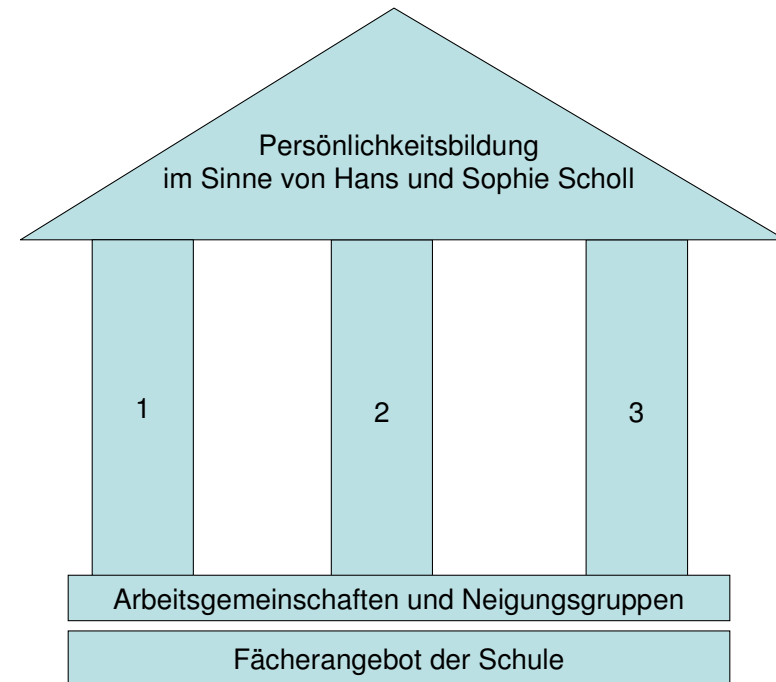 Persönlichkeitsbildung
im Sinne von Hans und Sophie Scholl
1
2
3
Arbeitsgemeinschaften und Neigungsgruppen
Fächerangebot der Schule